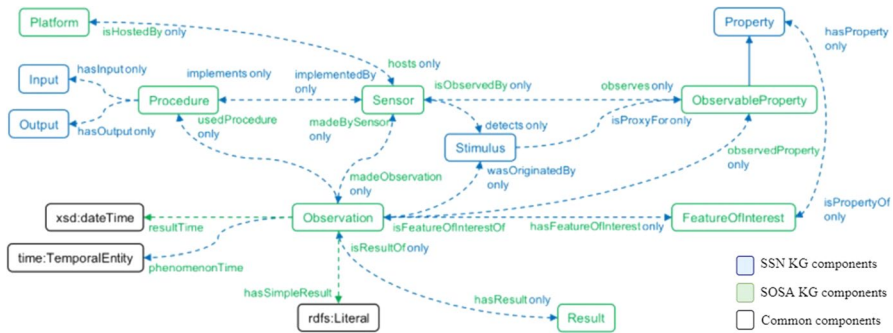 Platform
isHostedBy only
Property
hasProperty
only
hosts only
Input
hasInput only
implements only
implementedBy
only
isObservedBy only
observes only
Procedure
Sensor
ObservableProperty
Output
hasOutput only
usedProcedure
only
madeBySensor
only
detects only
isProxyFor only
Stimulus
observedProperty
only
wasOriginatedBy
only
madeObservation
only
isPropertyOf
only
xsd:dateTime
resultTime
Observation
isFeatureOfInterestOf
hasFeatureOfInterest only
FeatureOfInterest
isResultOf only
time:TemporalEntity
phenomenonTime
hasSimpleResult
rdfs:Literal
hasResult only
Result
SSN KG components
SOSA KG components
Common components